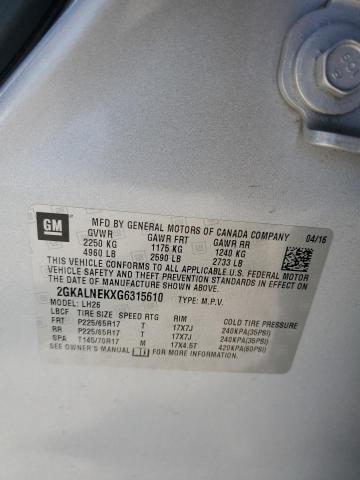 GM
MFD BY GENERAL MOTORS OF CANADA COMPANY
04/16
GVWR GAWR FRT GAWR RR
2250 KG 1175 KG 1240 KG
4960 LB 2590 LB 2733 LB
THIS VEHICLE CONFORMS TO ALL APPLICABLE U.S. FEDERAL MOTOR
VEHICLE SAFETY AND THEFT PREVENTION STANDARDS IN EFFECT ON
THE DATE OF MANUFACTURE SHOWN ABOVE.
2GKALNEKXG6315610 TYPE: M.P.V.
MODEL: LH26
LBCF TIRE SIZE SPEED RTG RIM COLD TIRE PRESSURE
FRT P225/65R17 T 17X7J 240KPA(35PSI)
RR P225/65R17 T 17X7J 240KPA(35PSI)
SPA T145/70R17 M 17X4.5T 420KPA(60PSI)
SEE OWNER'S MANUAL FOR MORE INFORMATION.